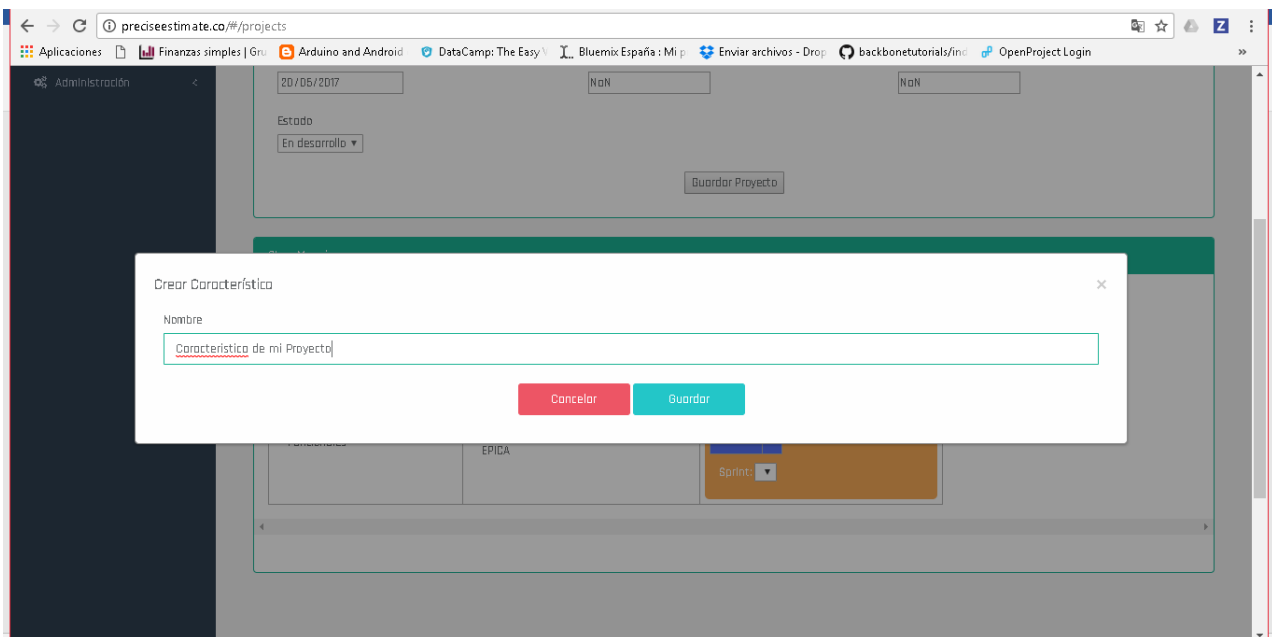 preciseestimate.co/#/projects
Aplicaciones
Finanzas simples | Gru
Arduino and Android
DataCamp: The Easy
Bluemix España : Mi p
Enviar archivos - Drop
backbonetutorials/ind
OpenProject Login
»
Administración
20/05/2017
NaN
NaN
Estado
En desarrollo
Guardar Proyecto
Crear Característica
×
Nombre
Caracteristica de mi Proyecto
Cancelar
Guardar
EPICA
Sprint: